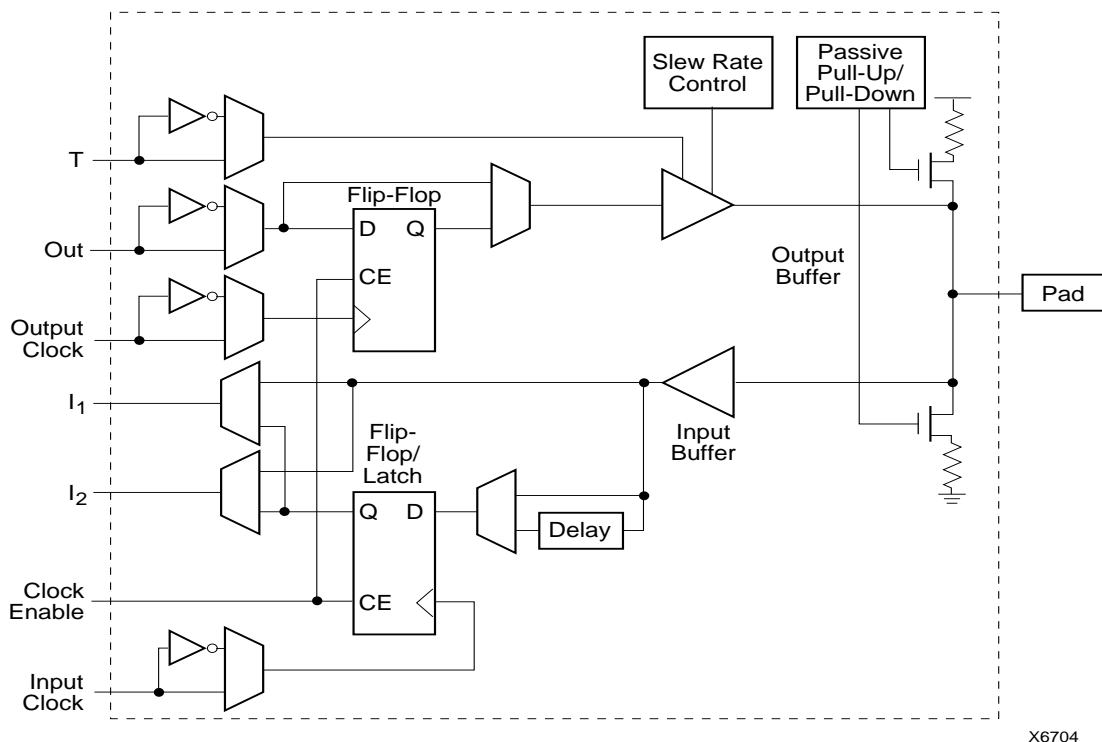 Slew Rate
Control
Passive
Pull-Up/
Pull-Down
T
Flip-Flop
D
Q
Out
CE
Output
Buffer
Pad
Output
Clock
I1
Flip-
Flop/
Latch
Input
Buffer
I2
Q
D
Delay
Clock
Enable
CE
Input
Clock
X6704